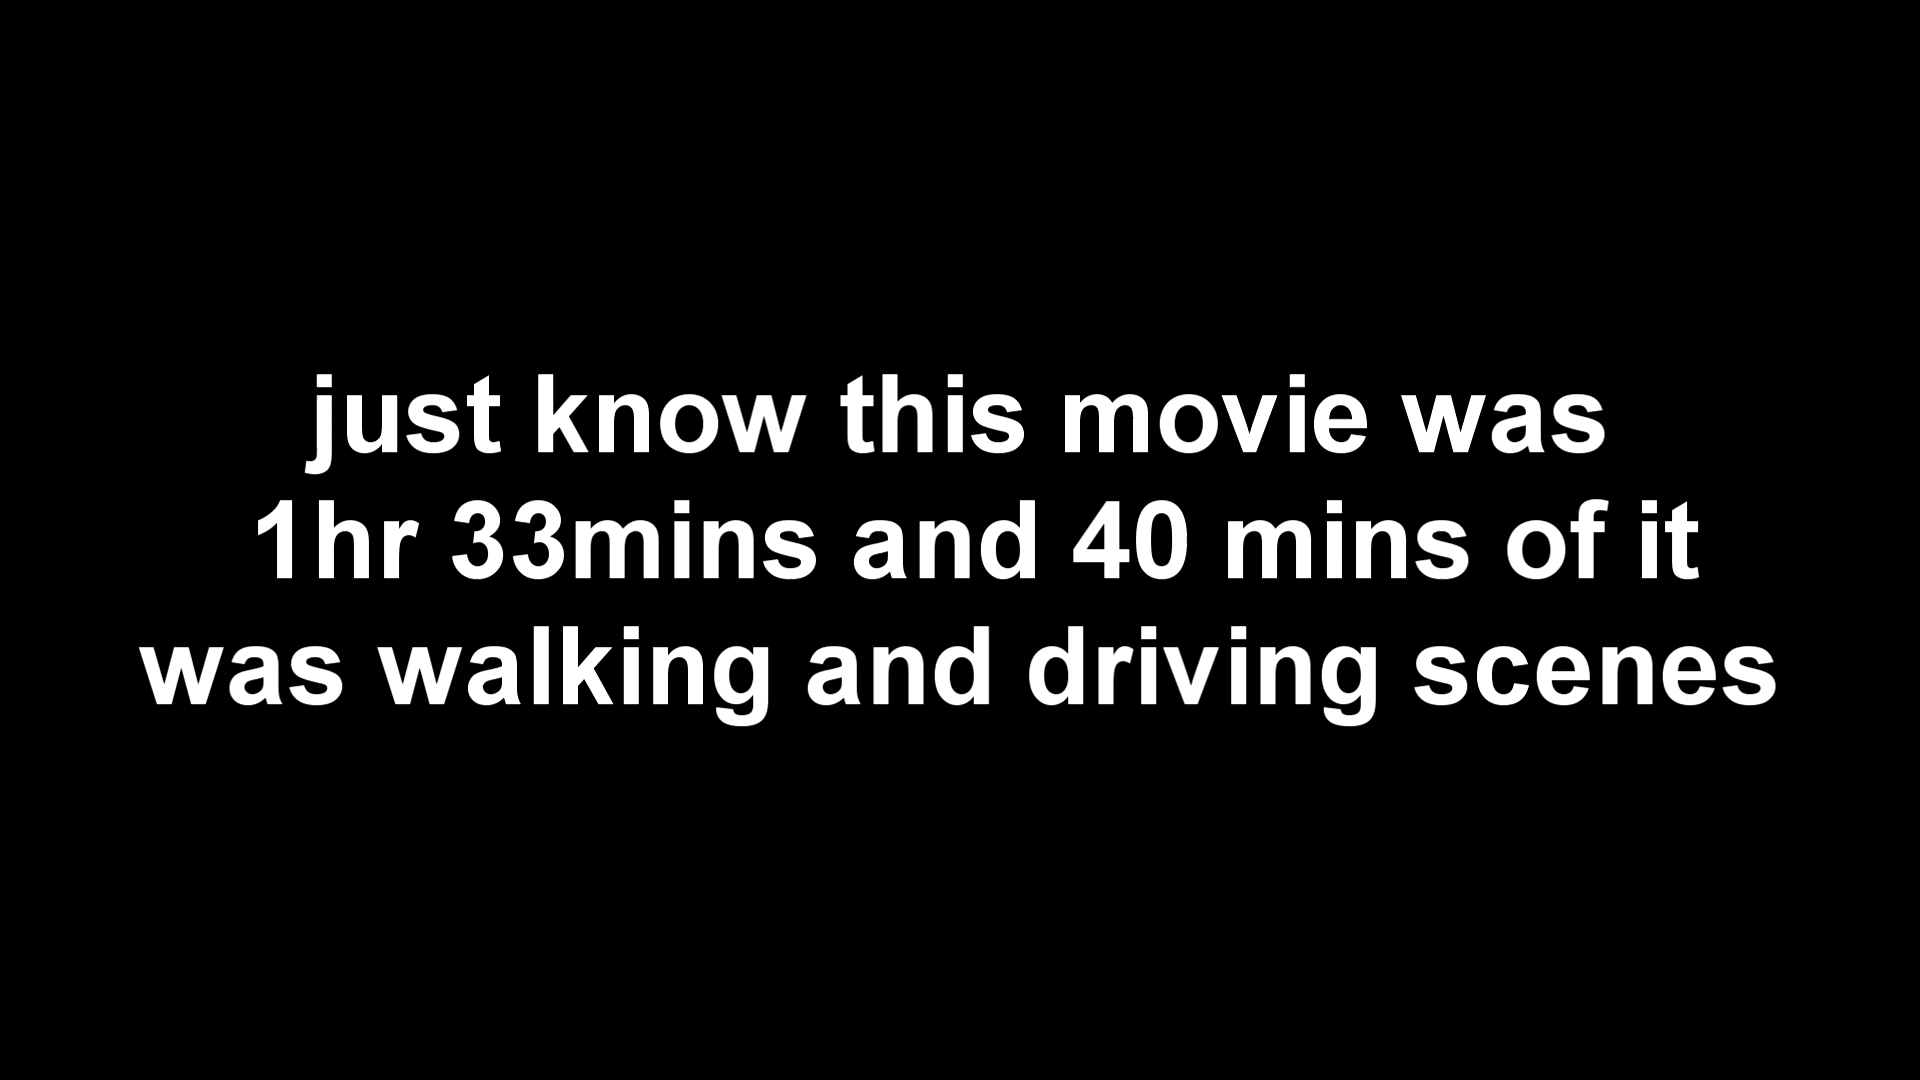 just know this movie was
1hr 33mins and 40 mins of it
was walking and driving scenes